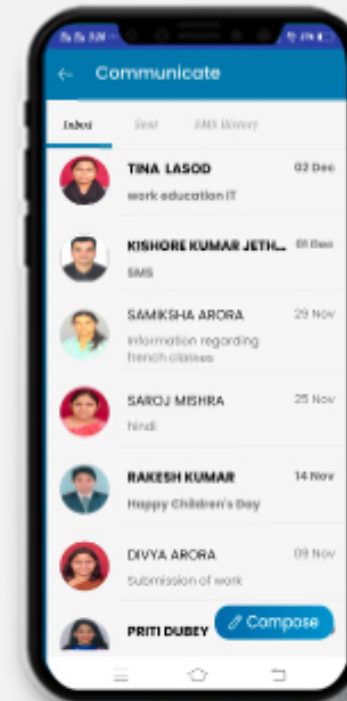 Communicate
Inbox Sent SMS History
TINA LASOD 02 Dec
work education IT
KISHORE KUMAR JETH... 01 Dec
SMS
SAMIKSHA ARORA 29 Nov
Information regarding
french classes
SAROJ MISHRA 25 Nov
hindi
RAKESH KUMAR 14 Nov
Happy Children's Day
DIVYA ARORA 09 Nov
Submission of work
PRITI DUBEY
Compose